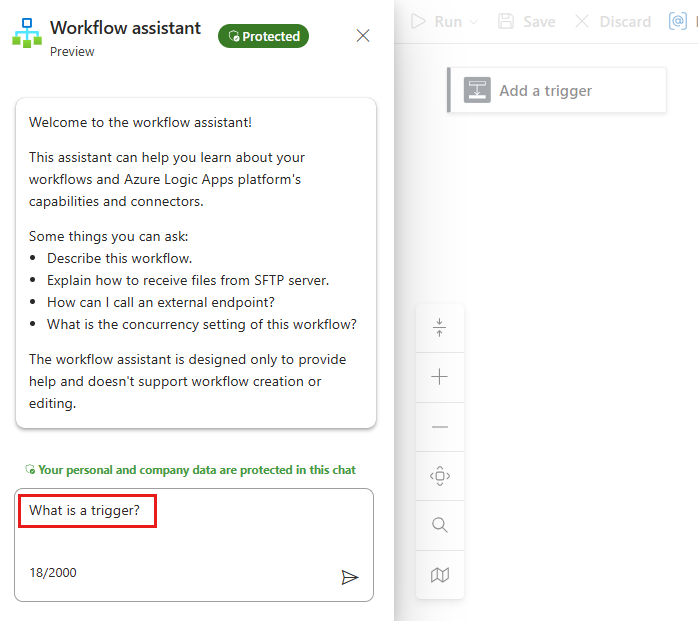 Workflow assistant
Preview
Protected
Run
Save
Discard
Add a trigger
Welcome to the workflow assistant!
This assistant can help you learn about your
workflows and Azure Logic Apps platform's
capabilities and connectors.
Some things you can ask:
• Describe this workflow.
• Explain how to receive files from SFTP server.
• How can I call an external endpoint?
• What is the concurrency setting of this workflow?
The workflow assistant is designed only to provide
help and doesn't support workflow creation or
editing.
Your personal and company data are protected in this chat
What is a trigger?
18/2000